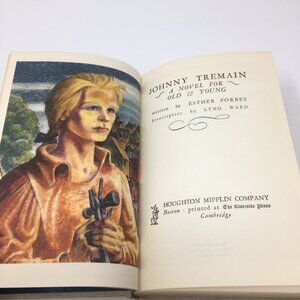 JOHNNY TREMAIN
A NOVEL FOR
OLD & YOUNG
written by ESTHER FORBES
frontispiece by LYND WARD
HOUGHTON MIFFLIN COMPANY
Boston · printed at The Riverside Press
Cambridge